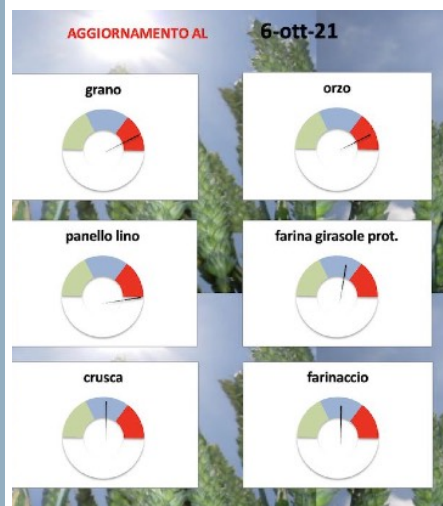 AGGIORNAMENTO AL 6-ott-21
grano orzo
panello lino farina girasole prot.
crusca farinaccio